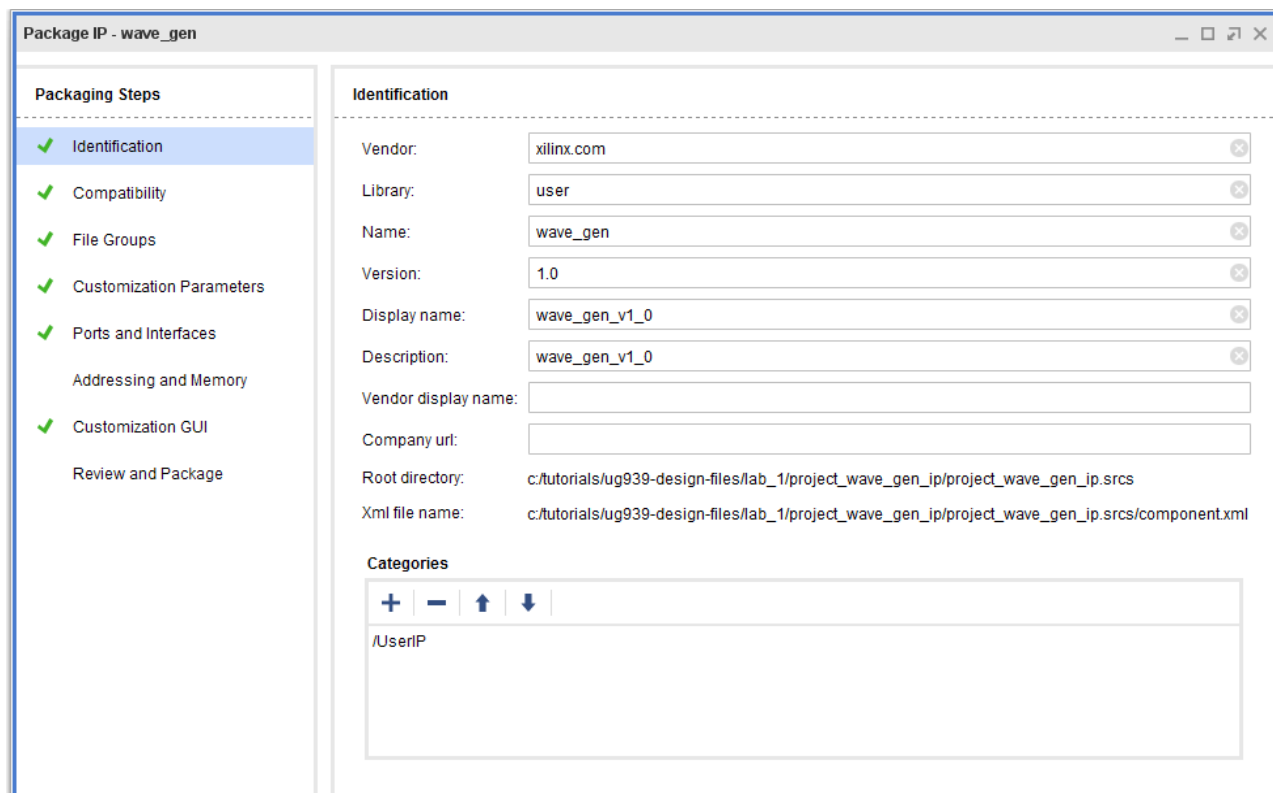 Package IP - wave_gen
Packaging Steps
Identification
Compatibility
File Groups
Customization Parameters
Ports and Interfaces
Addressing and Memory
Customization GUI
Review and Package
Identification
Vendor: xilinx.com
Library: user
Name: wave_gen
Version: 1.0
Display name: wave_gen_v1_0
Description: wave_gen_v1_0
Vendor display name:
Company url:
Root directory: c:/tutorials/ug939-design-files/lab_1/project_wave_gen_ip/project_wave_gen_ip.srcs
Xml file name: c:/tutorials/ug939-design-files/lab_1/project_wave_gen_ip/project_wave_gen_ip.srcs/component.xml
Categories
/UserIP